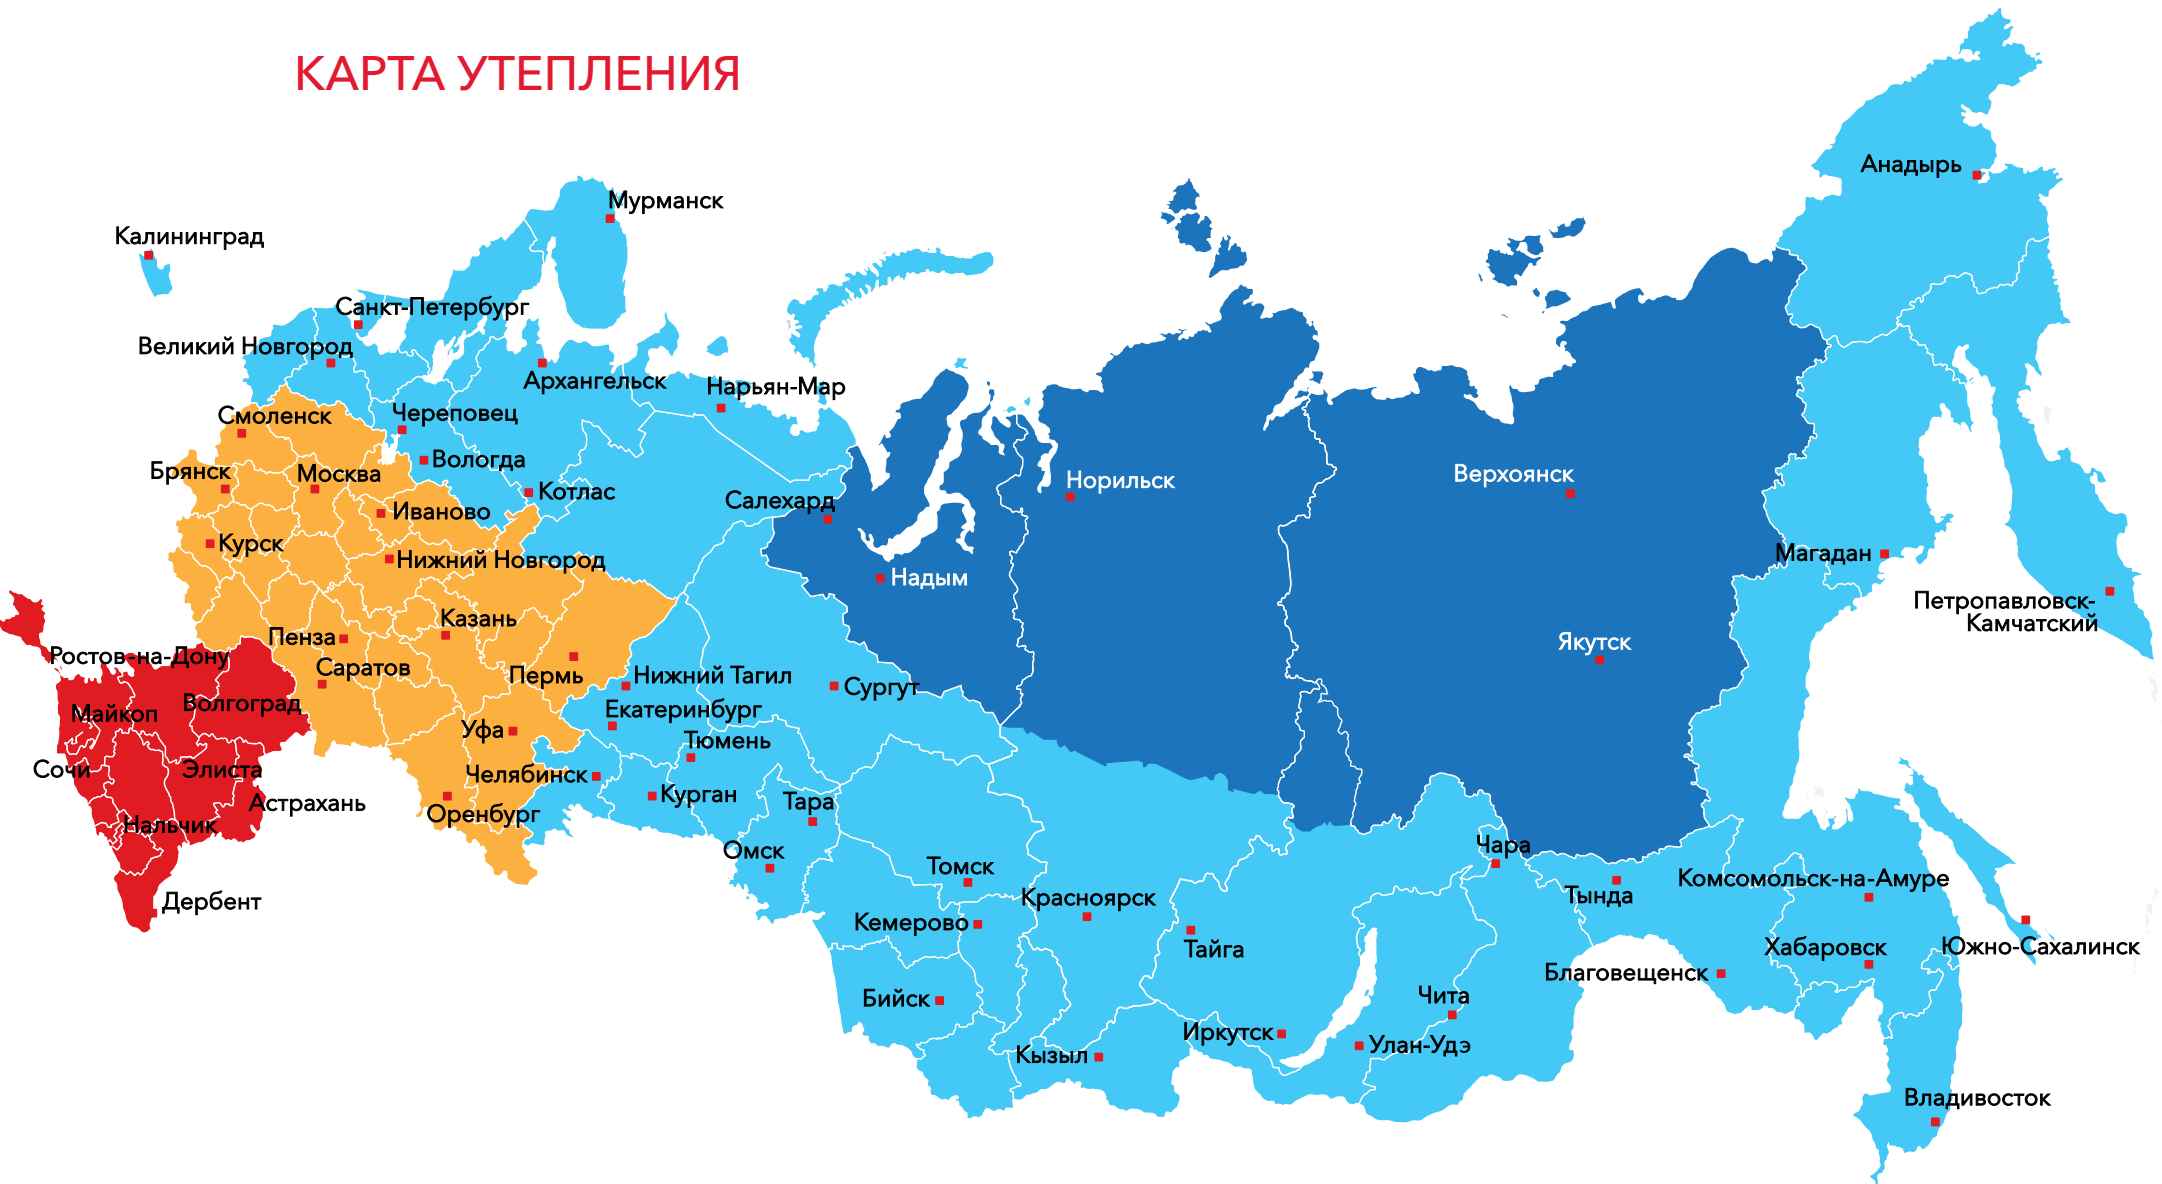 КАРТА УТЕПЛЕНИЯ
Анадырь
Мурманск
Калининград
Санкт-Петербург
Великий Новгород
Архангельск
Нарьян-Мар
Смоленск
Череповец
Вологда
Брянск
Москва
Котлас
Норильск
Верхоянск
Салехард
Иваново
Курск
Нижний Новгород
Магадан
Надым
Петропавловск-
Камчатский
Казань
Пенза
Якутск
Ростов-на-Дону
Саратов
Пермь
Нижний Тагил
Сургут
Волгоград
Екатеринбург
Майкоп
Уфа
Тюмень
Сочи
Элиста
Челябинск
Курган
Тара
Астрахань
Оренбург
Нальчик
Омск
Чара
Томск
Комсомольск-на-Амуре
Тында
Красноярск
Дербент
Кемерово
Тайга
Хабаровск
Южно-Сахалинск
Благовещенск
Бийск
Чита
Иркутск
Улан-Удэ
Кызыл
Владивосток